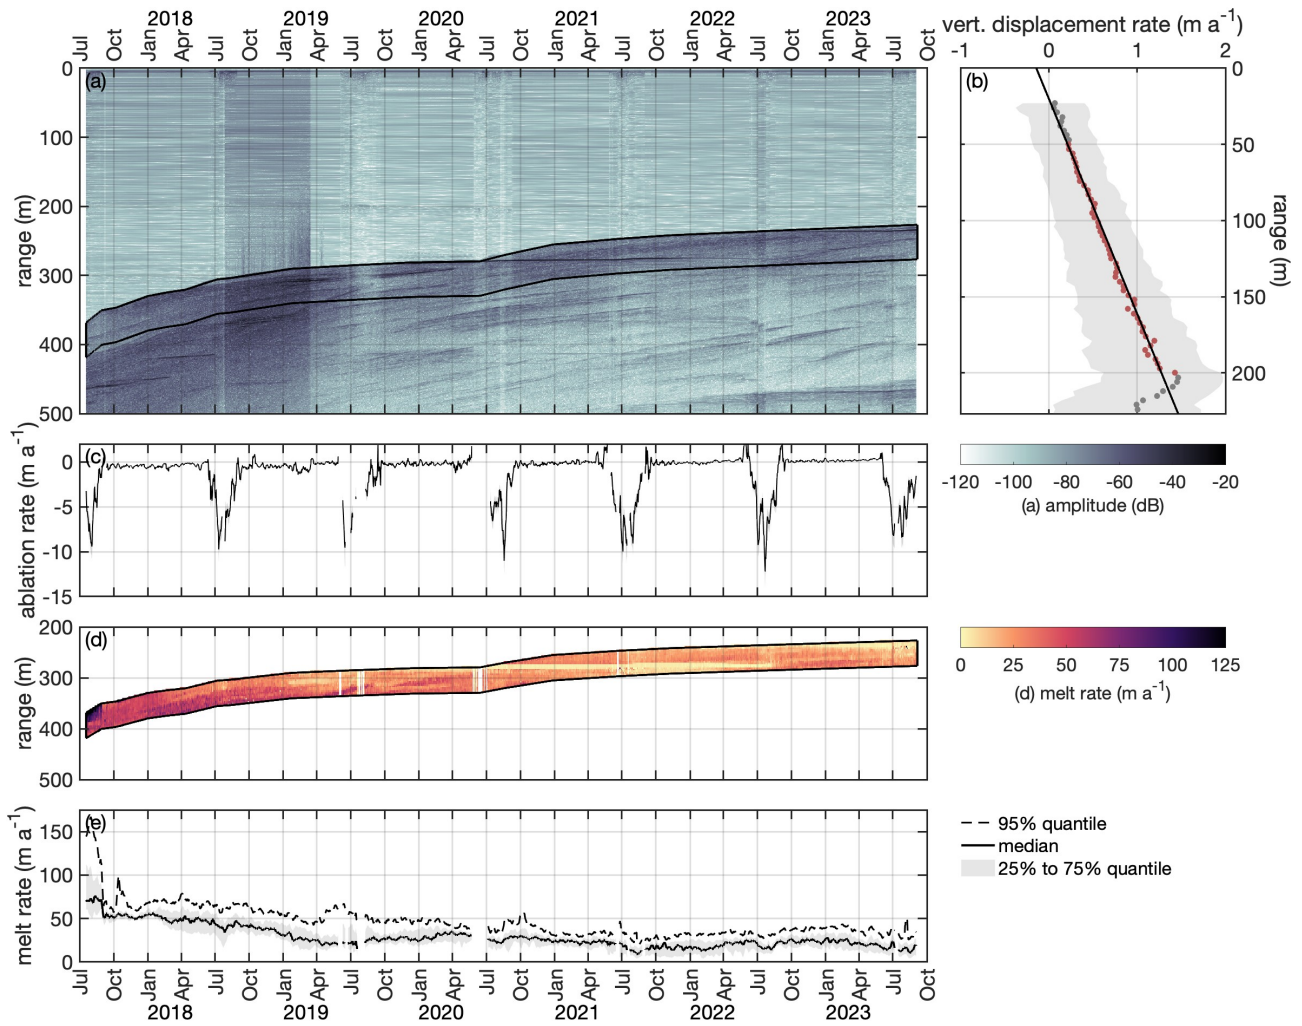 2018 2019 2020 2021 2022 2023
Jul Oct Jan Apr Jul Oct Jan Apr Jul Oct Jan Apr Jul Oct Jan Apr Jul Oct Jan Apr Jul Oct Jan Apr Jul Oct
(a)
range (m)
0
100
200
300
400
500
vert. displacement rate (m a⁻¹)
-1 0 1 2
(b)
0
50
100
150
200
range (m)
(c)
ablation rate (m a⁻¹)
0
-5
-10
-15
-120 -100 -80 -60 -40 -20
(a) amplitude (dB)
(d)
range (m)
200
300
400
500
0 25 50 75 100 125
(d) melt rate (m a⁻¹)
(e)
melt rate (m a⁻¹)
150
100
50
0
95% quantile
median
25% to 75% quantile
Jul Oct Jan Apr Jul Oct Jan Apr Jul Oct Jan Apr Jul Oct Jan Apr Jul Oct Jan Apr Jul Oct Jan Apr Jul Oct
2018 2019 2020 2021 2022 2023